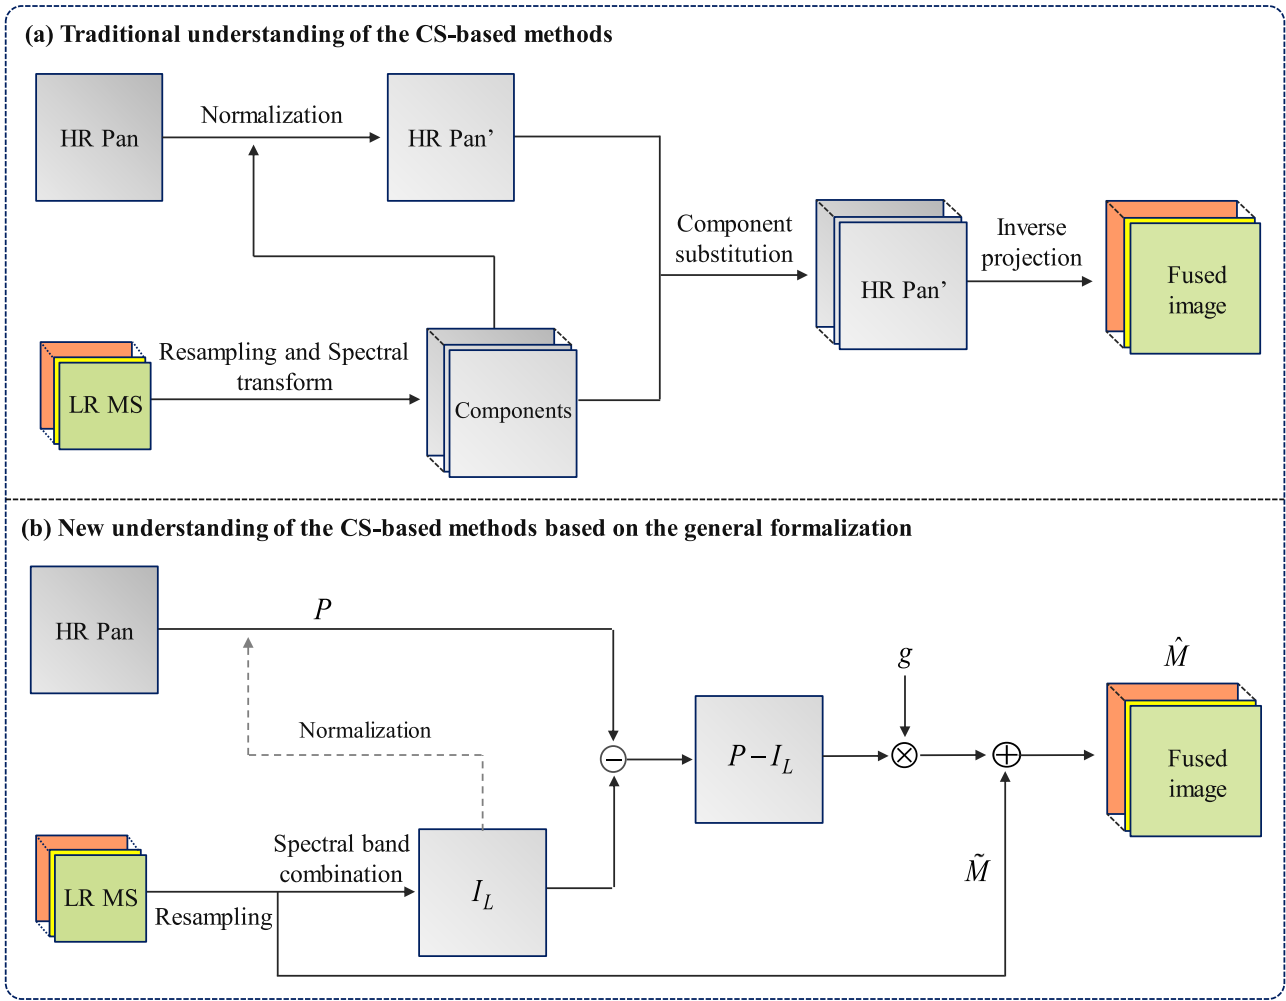 (a) Traditional understanding of the CS-based methods
HR Pan
Normalization
HR Pan’
Component
substitution
HR Pan’
Inverse
projection
Fused
image
LR MS
Resampling and Spectral
transform
Components
(b) New understanding of the CS-based methods based on the general formalization
HR Pan
P
Normalization
P – I_L
g
M̂
Fused
image
LR MS
Resampling
Spectral band
combination
I_L
M̃